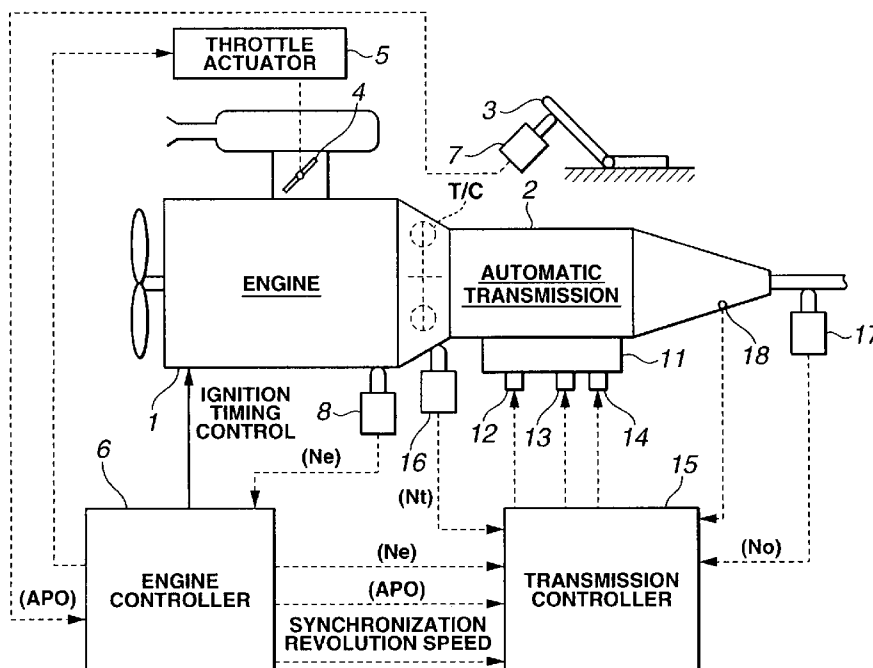 THROTTLE
ACTUATOR
5
4
3
7
T/C
2
ENGINE
AUTOMATIC
TRANSMISSION
18
17
11
1
IGNITION
TIMING
CONTROL
8
16
12
13
14
6
(Ne)
(Nt)
15
(No)
(Ne)
(APO)
ENGINE
CONTROLLER
(APO)
TRANSMISSION
CONTROLLER
SYNCHRONIZATION
REVOLUTION SPEED